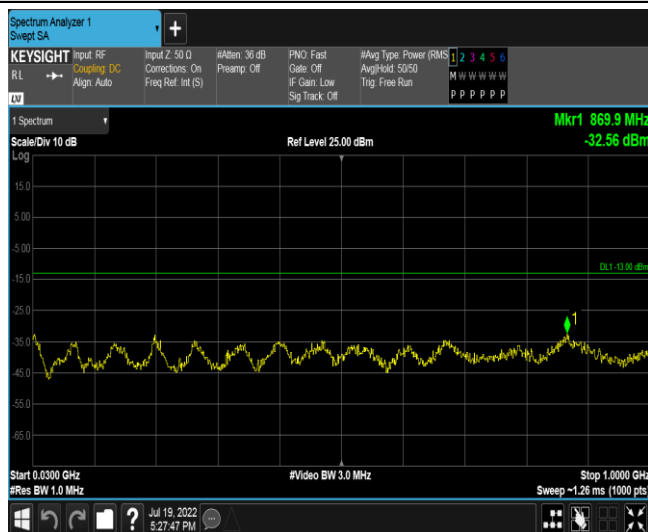 Spectrum Analyzer 1
Swept SA
+
KEYSIGHT Input: RF Input Z: 50 Ω #Atten: 36 dB PNO: Fast #Avg Type: Power (RMS 1 2 3 4 5 6
RL Coupling: DC Corrections: On Preamp: Off Gate: Off Avg|Hold: 50/50 M W W W W W
Align: Auto Freq Ref: Int (S) IF Gain: Low Trig: Free Run
Sig Track: Off P P P P P P
LXI
1 Spectrum Mkr1 869.9 MHz
Scale/Div 10 dB Ref Level 25.00 dBm -32.56 dBm
Log
15.0
5.00
-5.00
DL1 -13.00 dBm
-15.0
-25.0
1
-35.0
-45.0
-55.0
-65.0
Start 0.0300 GHz #Video BW 3.0 MHz Stop 1.0000 GHz
#Res BW 1.0 MHz Sweep ~1.26 ms (1000 pts)
? Jul 19, 2022
5:27:47 PM